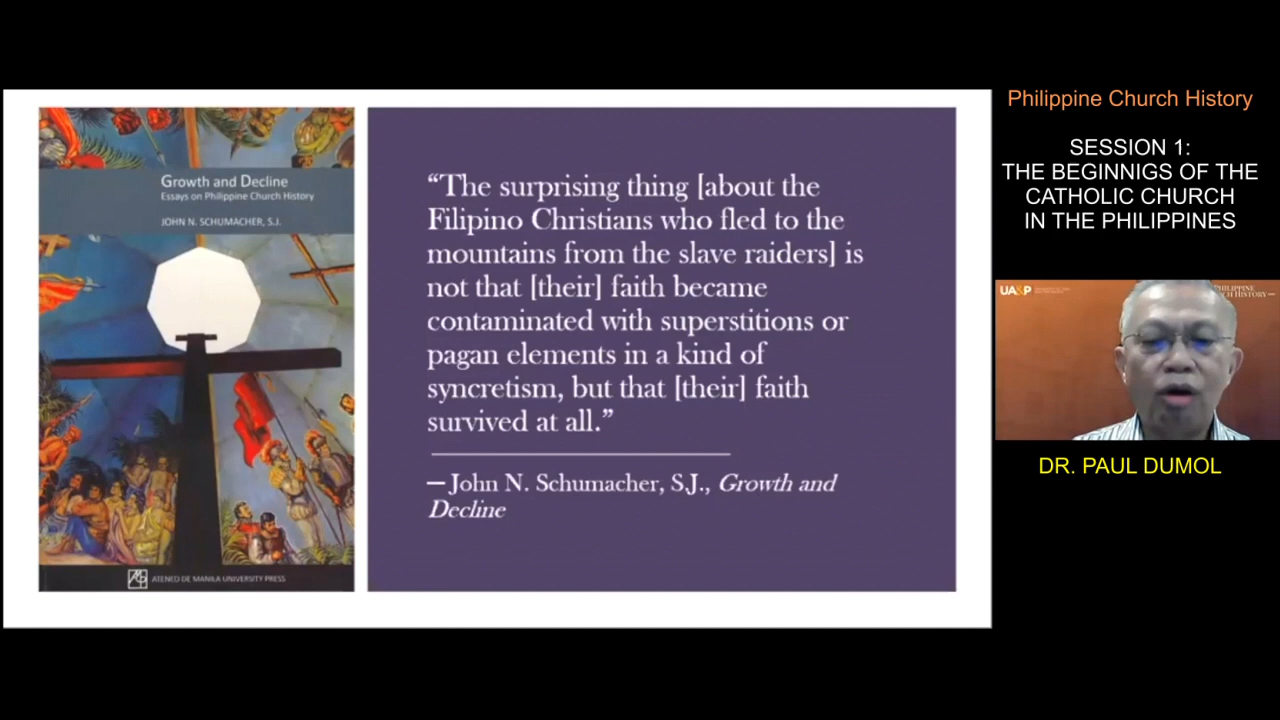 Growth and Decline
Essays on Philippine Church History
JOHN N. SCHUMACHER, S.J.
ATENEO DE MANILA UNIVERSITY PRESS
“The surprising thing [about the
Filipino Christians who fled to the
mountains from the slave raiders] is
not that [their] faith became
contaminated with superstitions or
pagan elements in a kind of
syncretism, but that [their] faith
survived at all.”
—John N. Schumacher, S.J., Growth and
Decline
Philippine Church History
SESSION 1:
THE BEGINNIGS OF THE
CATHOLIC CHURCH
IN THE PHILIPPINES
UA&P
DR. PAUL DUMOL